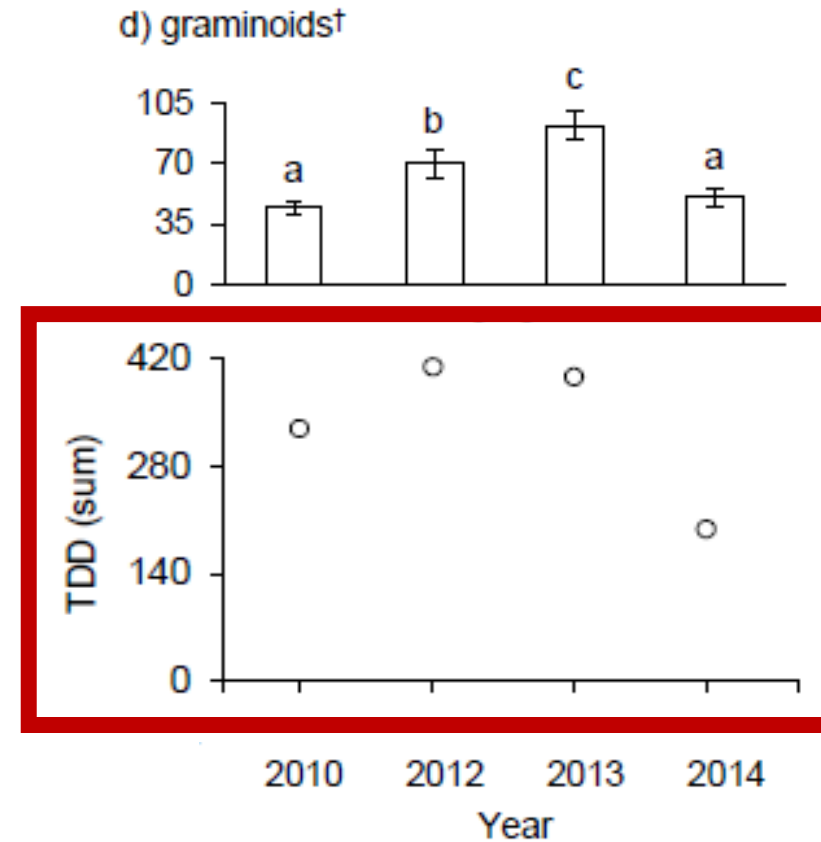 d) graminoids†
105
70
35
0
a
b
c
a
420
280
140
0
TDD (sum)
2010 2012 2013 2014
Year